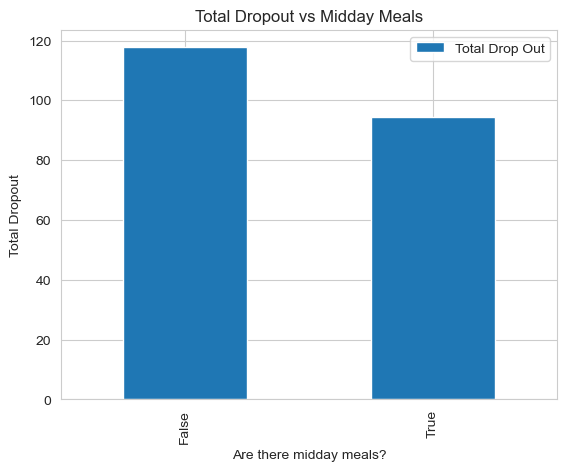 Total Dropout vs Midday Meals
Total Drop Out
120
100
80
60
40
20
0
Total Dropout
False
True
Are there midday meals?